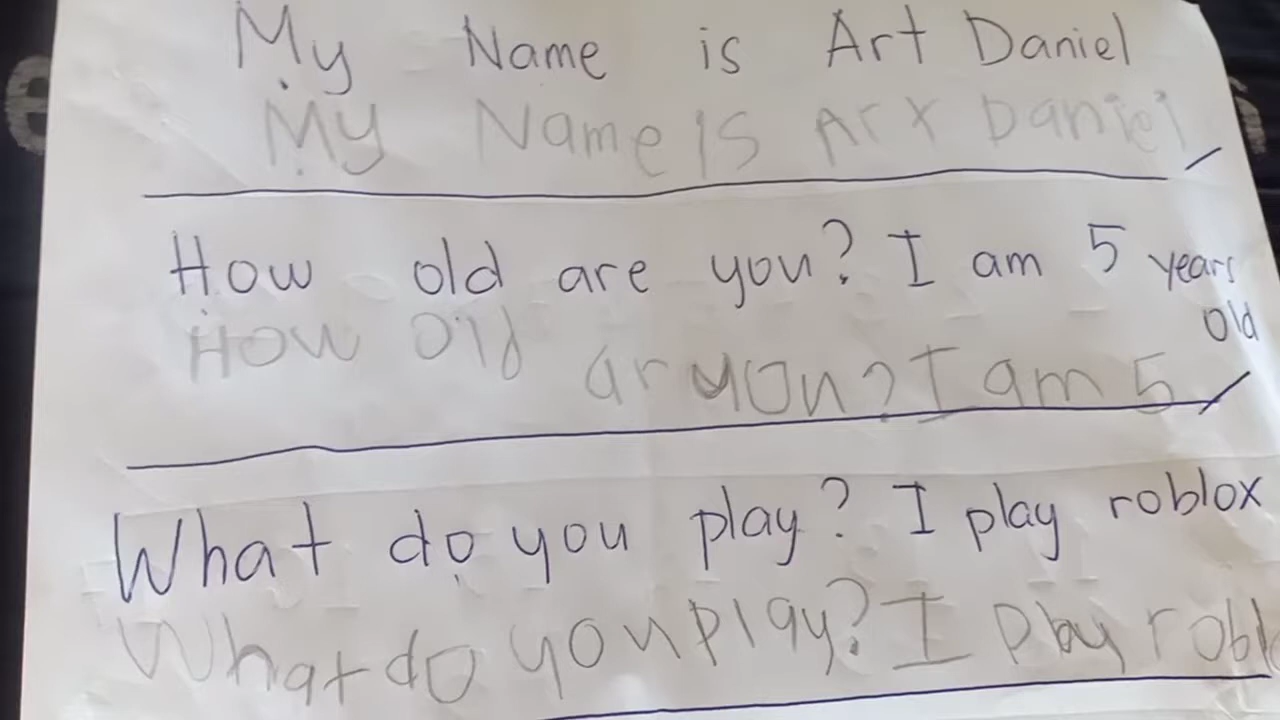 My Name is Art Daniel
My Name IS Art Daniel
How old are you? I am 5 years
old
How Old ar you? I am 5
What do you play? I play roblox
What do you play? I play robl